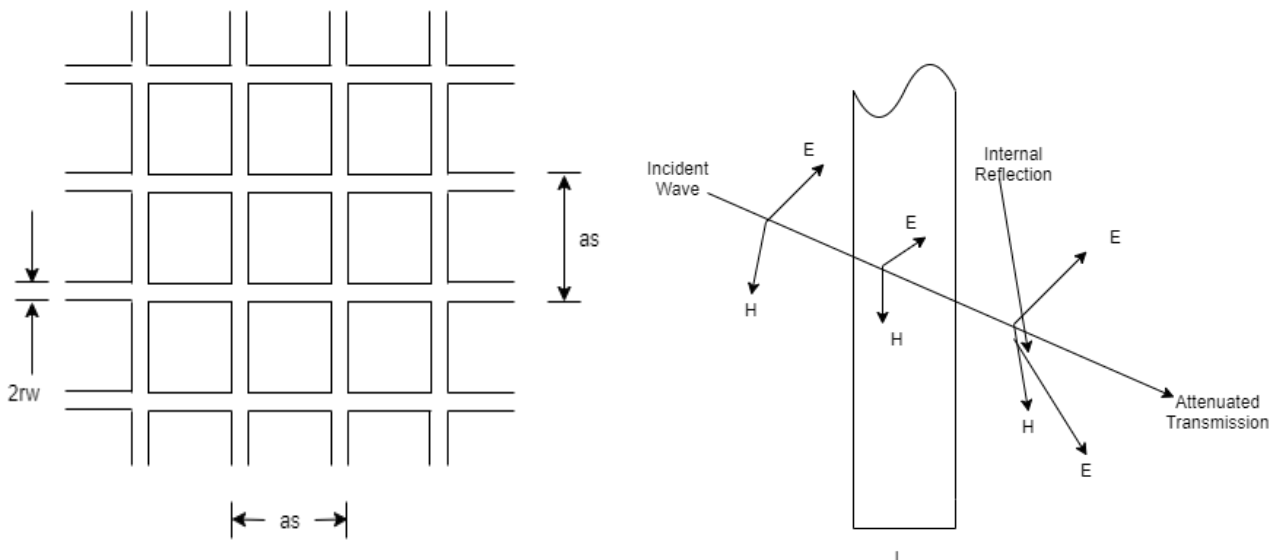 as
2rw
as
Incident
Wave
E
H
E
H
Internal
Reflection
E
H
E
Attenuated
Transmission